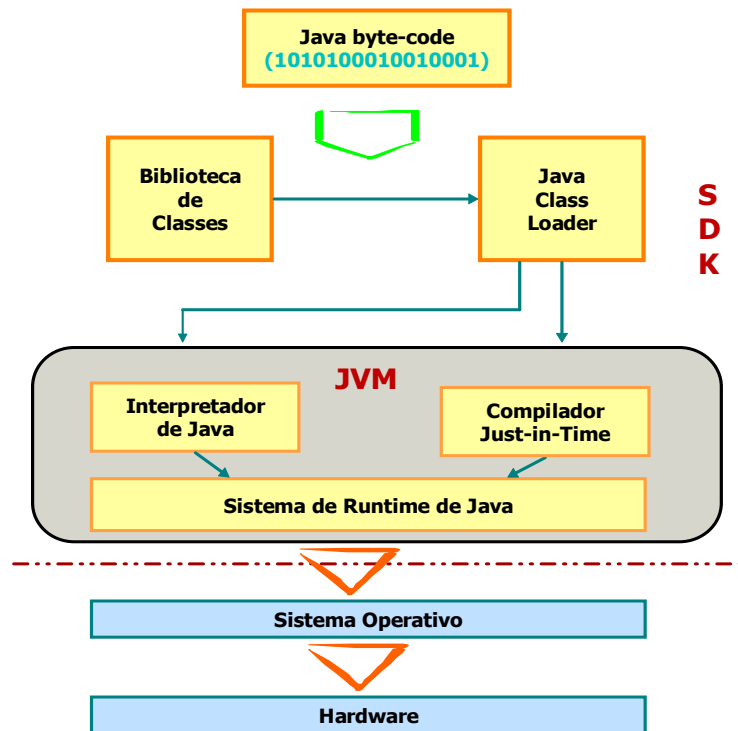 Java byte-code
(1010100010010001)
Biblioteca
de
Classes
Java
Class
Loader
S
D
K
JVM
Interpretador
de Java
Compilador
Just-in-Time
Sistema de Runtime de Java
Sistema Operativo
Hardware